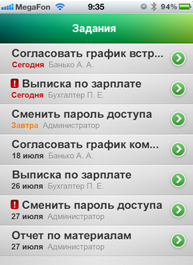 MegaFon 9:35 94%
Задания
Согласовать график встр...
Сегодня Банько А. А.
Выписка по зарплате
Сегодня Бухгалтер П. Е.
Сменить пароль доступа
Завтра Администратор
Согласовать график ком...
18 июля Банько А. А.
Выписка по зарплате
26 июля Бухгалтер П. Е.
Сменить пароль доступа
27 июля Администратор
Отчет по материалам
27 июля Администратор